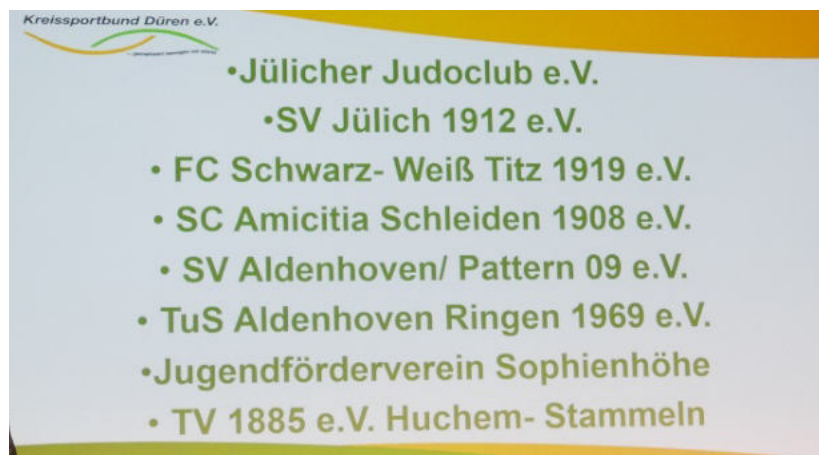 Kreissportbund Düren e.V.
•Jülicher Judoclub e.V.
•SV Jülich 1912 e.V.
• FC Schwarz- Weiß Titz 1919 e.V.
• SC Amicitia Schleiden 1908 e.V.
• SV Aldenhoven/ Pattern 09 e.V.
• TuS Aldenhoven Ringen 1969 e.V.
•Jugendförderverein Sophienhöhe
• TV 1885 e.V. Huchem- Stammeln